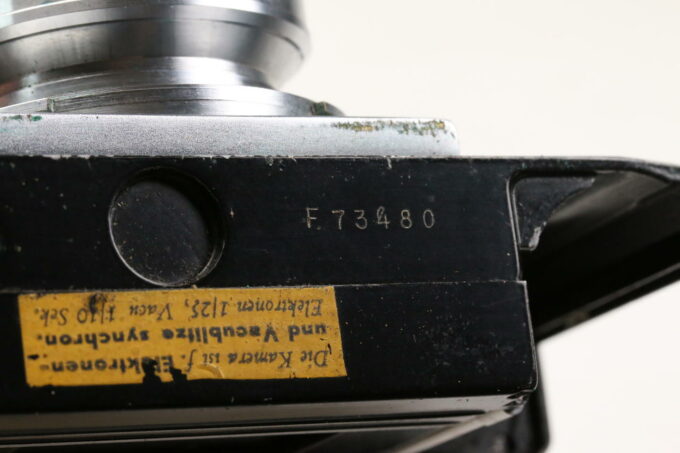 F.73480
Die Kamera ist f. Elektronen-
und Vacublitze synchron.
Elektronen 1/25, Vacu 1/10 Sek.